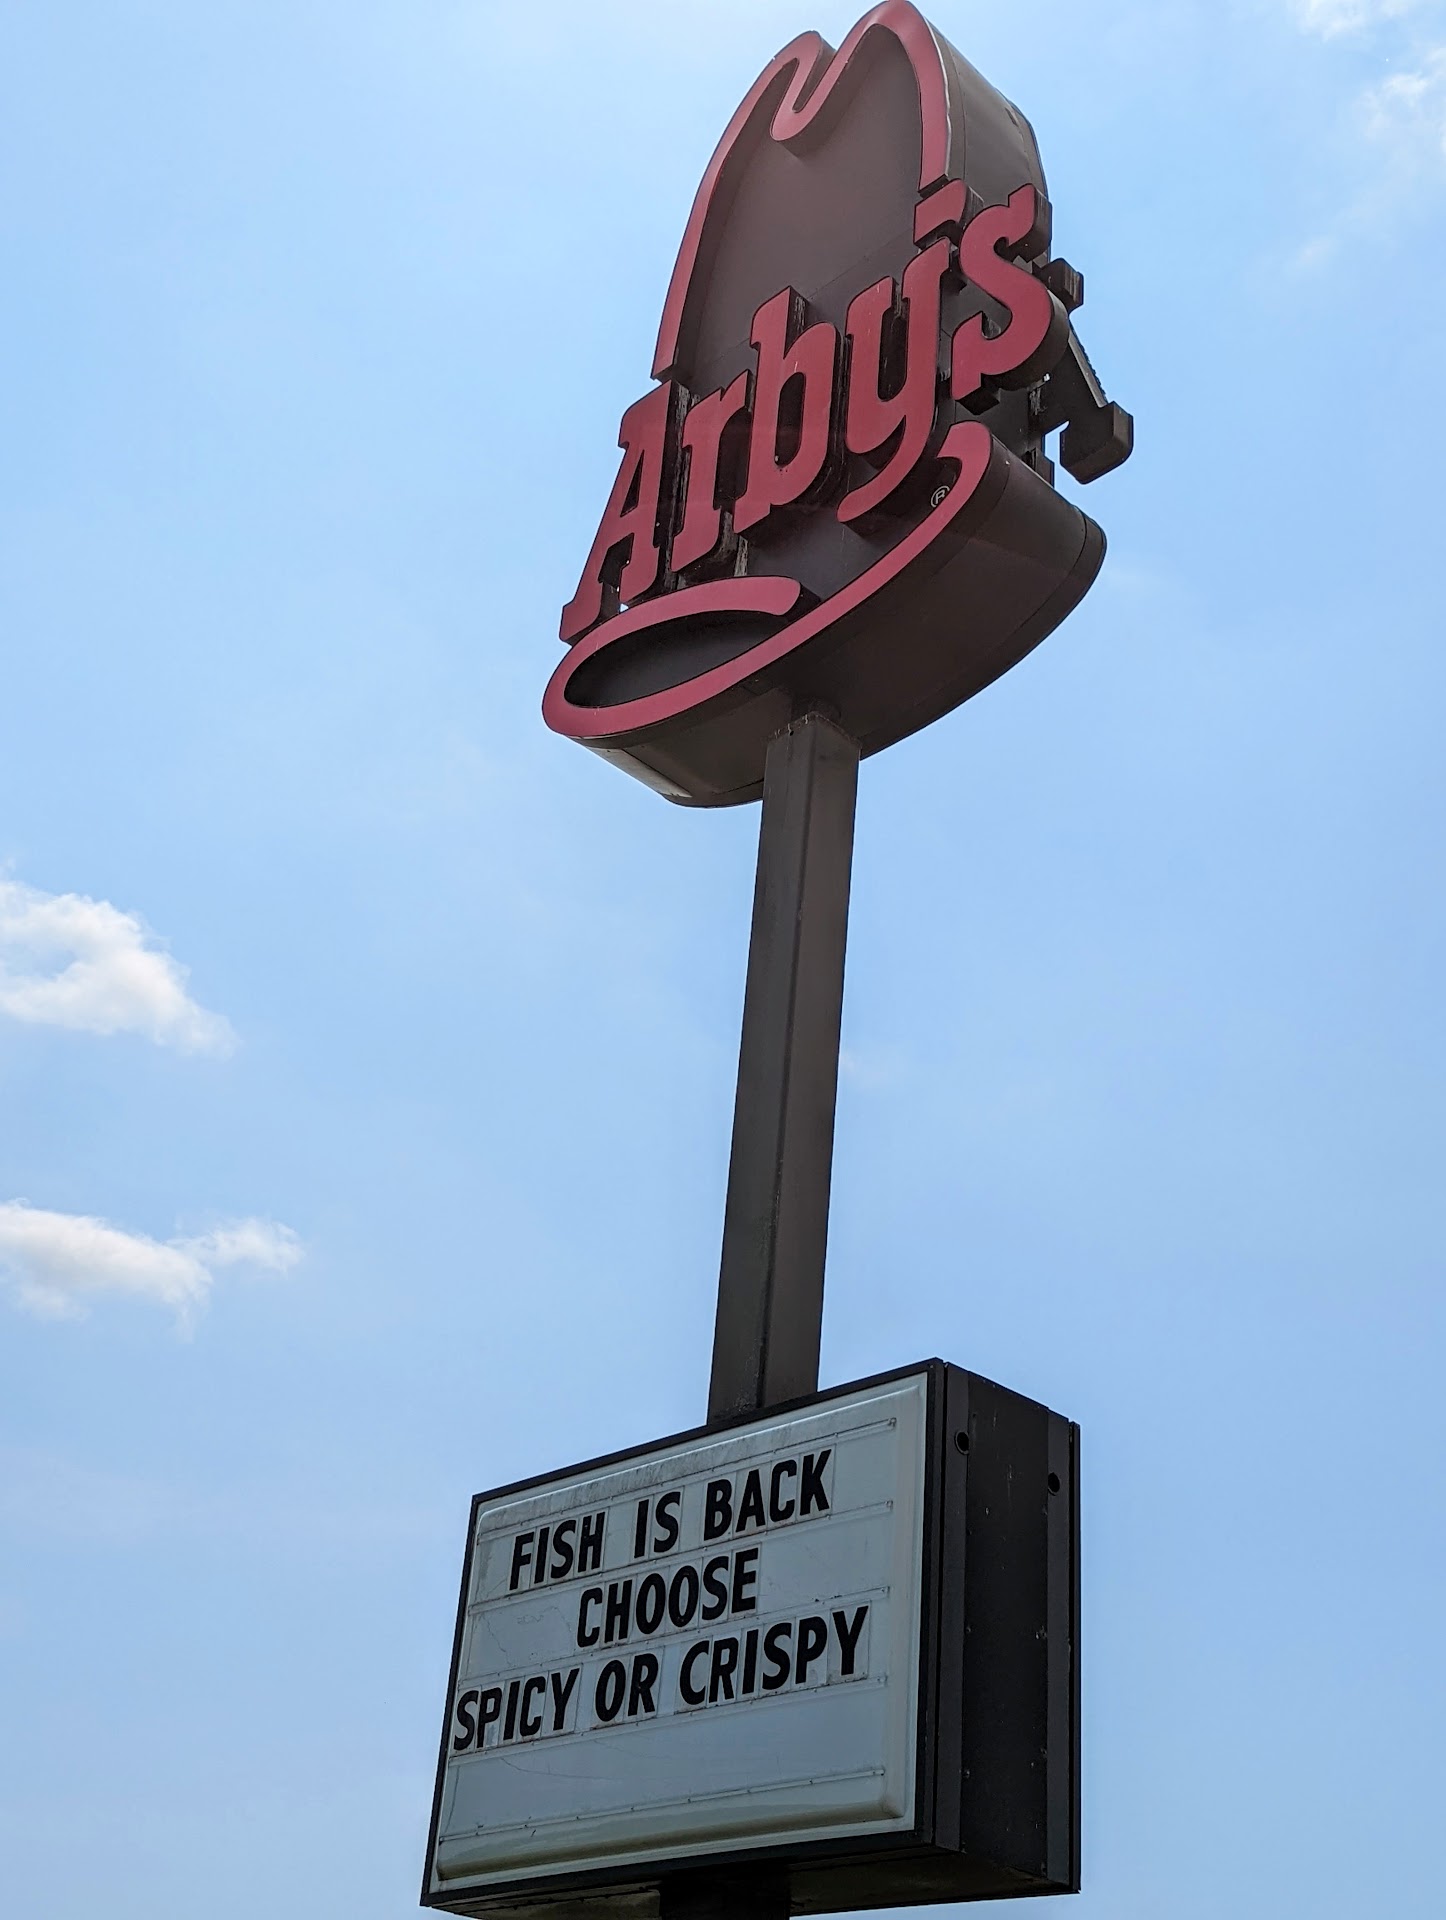 Arby's
®
FISH IS BACK
CHOOSE
SPICY OR CRISPY